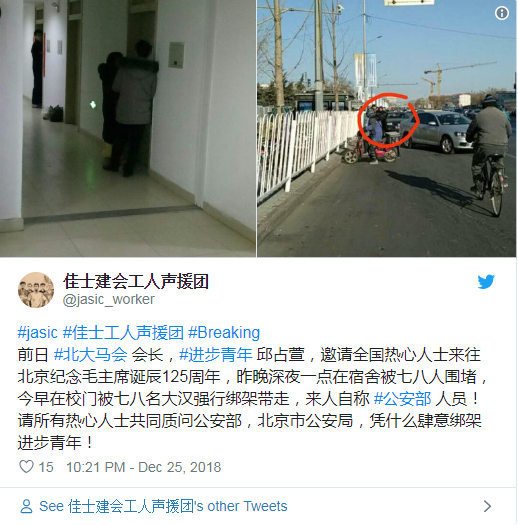 佳士建会工人声援团
@jasic_worker
#jasic #佳士工人声援团 #Breaking
前日 #北大马会 会长，#进步青年 邱占萱，邀请全国热心人士来往
北京纪念毛主席诞辰125周年，昨晚深夜一点在宿舍被七八人围堵，
今早在校门被七八名大汉强行绑架带走，来人自称 #公安部 人员！
请所有热心人士共同质问公安部，北京市公安局，凭什么肆意绑架
进步青年！
15 10:21 PM - Dec 25, 2018
See 佳士建会工人声援团's other Tweets